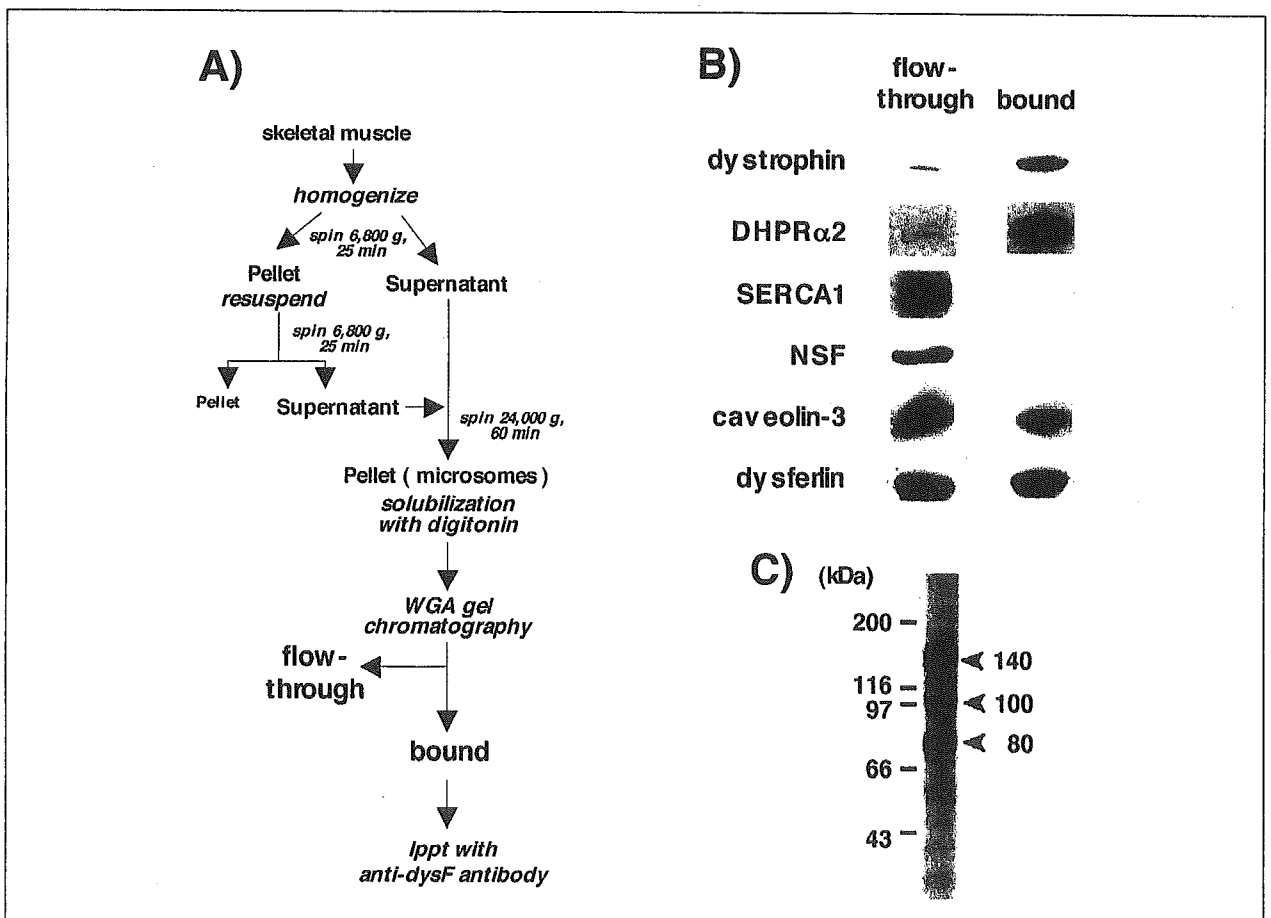 A)
skeletal muscle
homogenize
spin 6,800 g,
25 min
Pellet
resuspend
Supernatant
spin 6,800 g,
25 min
Pellet
Supernatant
spin 24,000 g,
60 min
Pellet ( microsomes )
solubilization
with digitonin
WGA gel
chromatography
flow-
through
bound
Ippt with
anti-dysF antibody
B)
flow-
through bound
dystrophin
DHPRα2
SERCA1
NSF
caveolin-3
dysferlin
C) (kDa)
200
140
116
97
100
80
66
43